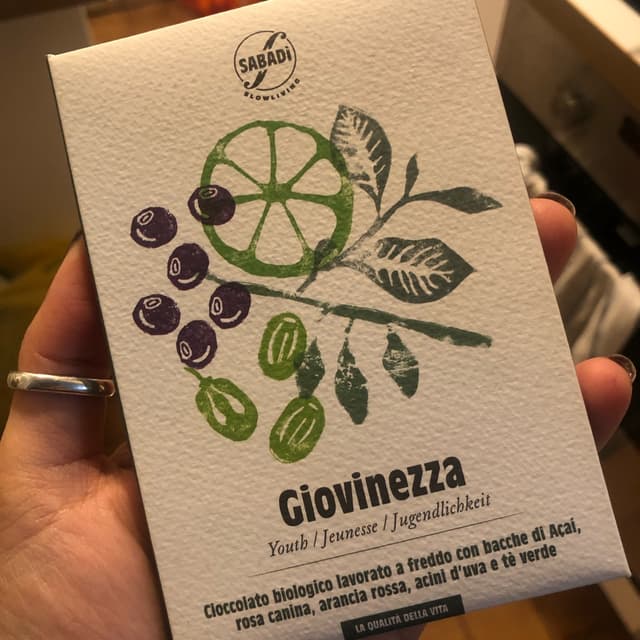 SABADÌ
SLOWLIVING
Giovinezza
Youth / Jeunesse / Jugendlichkeit
Cioccolato biologico lavorato a freddo con bacche di Açai,
rosa canina, arancia rossa, acini d'uva e tè verde
LA QUALITÀ DELLA VITA